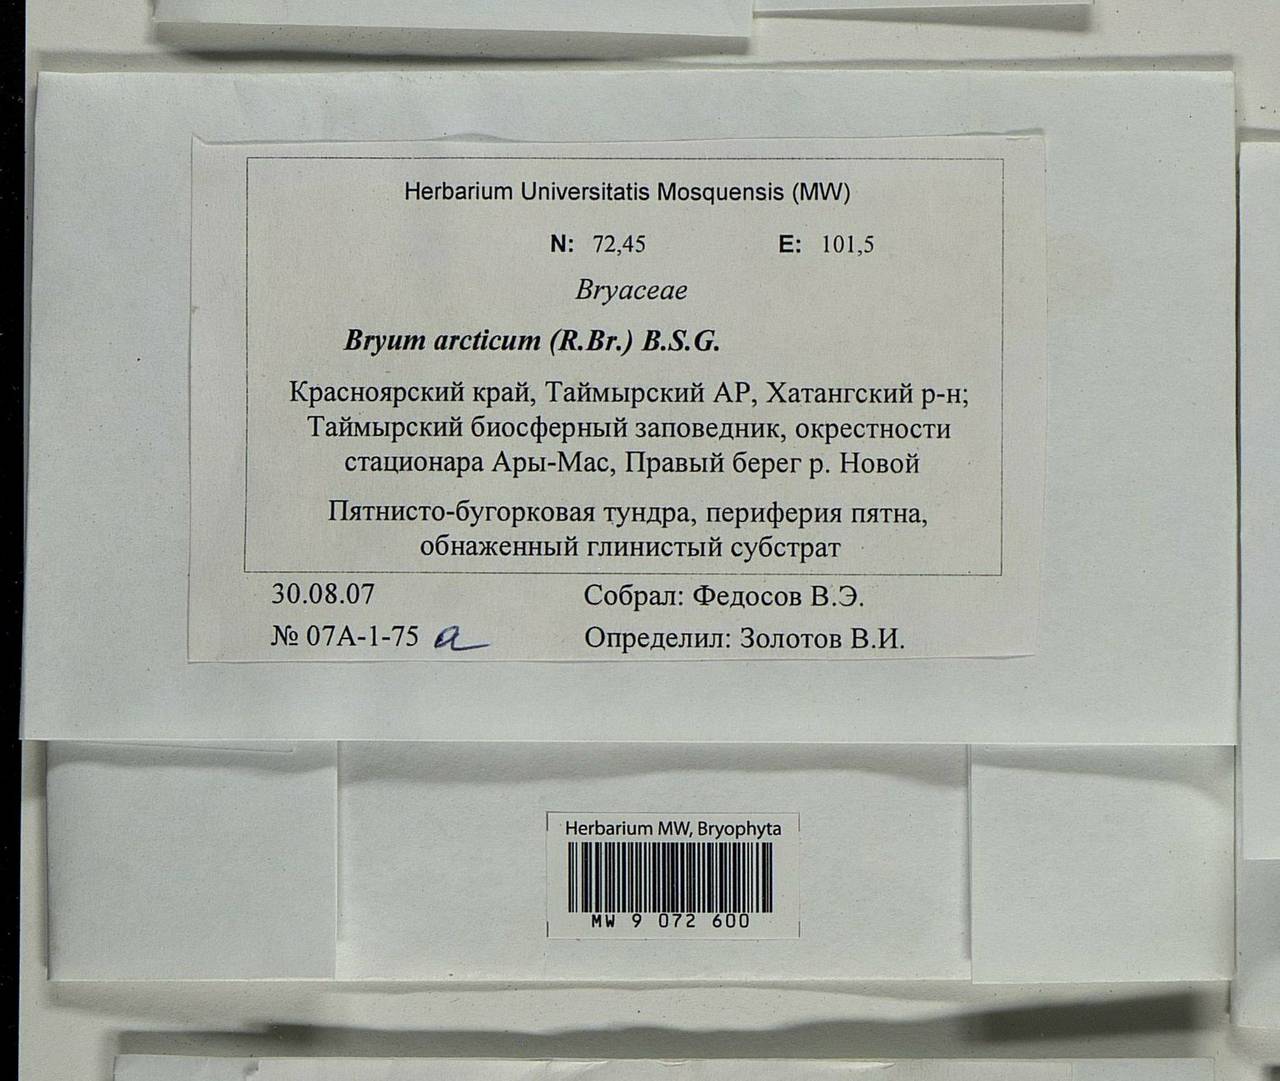 Herbarium Universitatis Mosquensis (MW)
N: 72,45 E: 101,5
Bryaceae
Bryum arcticum (R.Br.) B.S.G.
Красноярский край, Таймырский АР, Хатангский р-н;
Таймырский биосферный заповедник, окрестности
стационара Ары-Мас, Правый берег р. Новой
Пятнисто-бугорковая тундра, периферия пятна,
обнаженный глинистый субстрат
30.08.07 Собрал: Федосов В.Э.
№ 07А-1-75 a Определил: Золотов В.И.
Herbarium MW, Bryophyta
MW 9 072 600